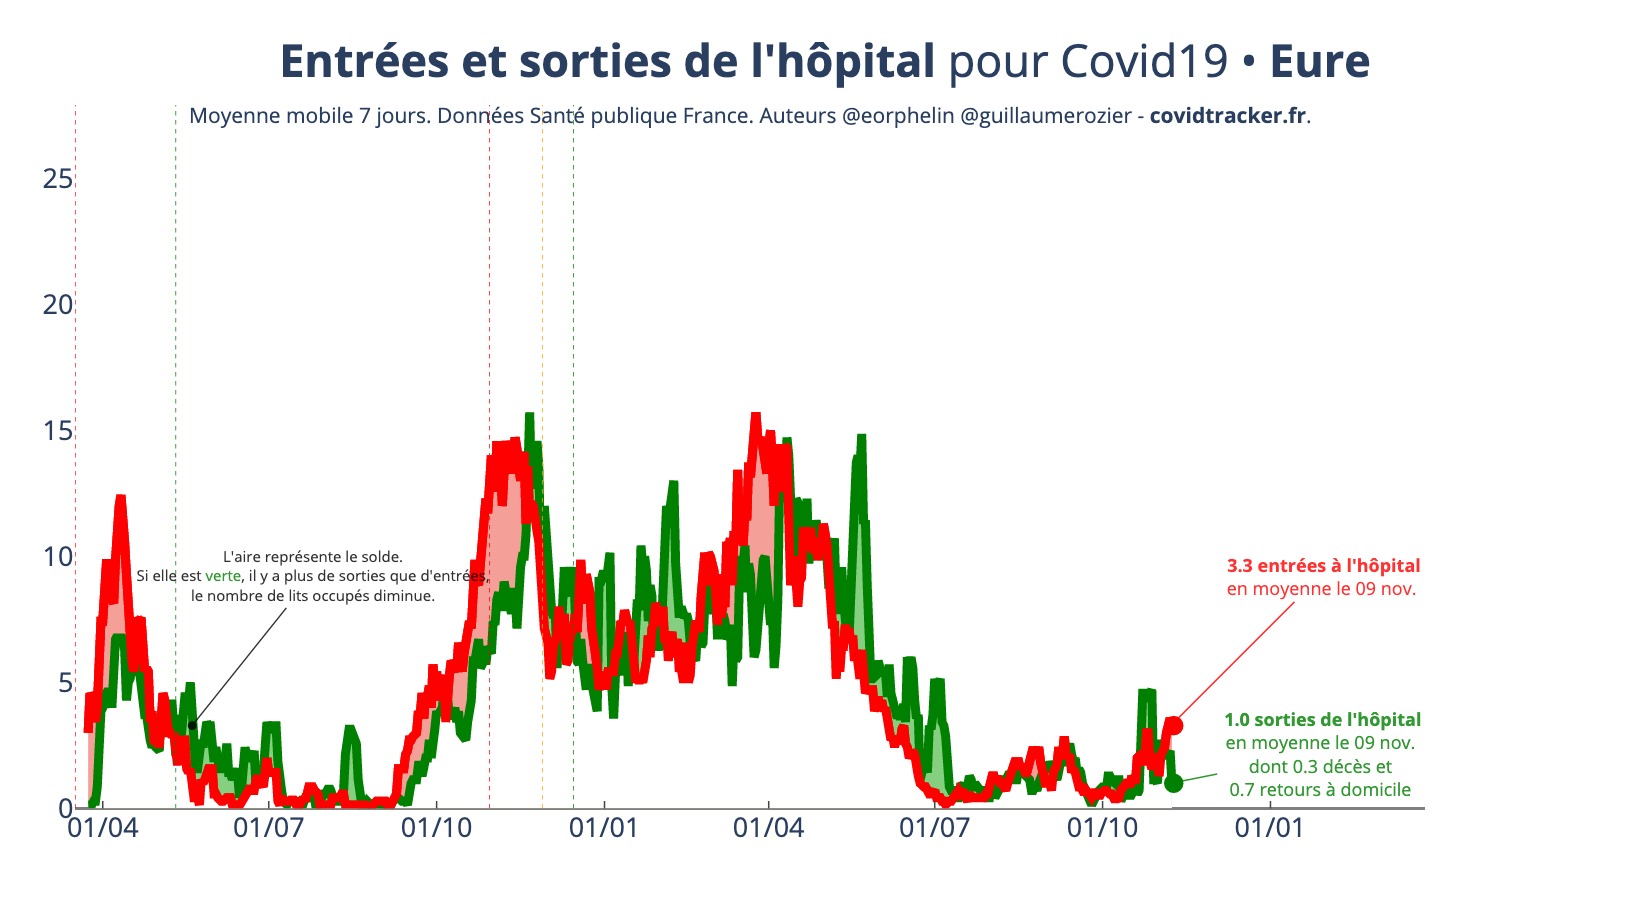 Entrées et sorties de l'hôpital pour Covid19 • Eure
Moyenne mobile 7 jours. Données Santé publique France. Auteurs @eorphelin @guillaumerozier - covidtracker.fr.
25
20
15
10
5
0
L'aire représente le solde.
Si elle est verte, il y a plus de sorties que d'entrées,
le nombre de lits occupés diminue.
3.3 entrées à l'hôpital
en moyenne le 09 nov.
1.0 sorties de l'hôpital
en moyenne le 09 nov.
dont 0.3 décès et
0.7 retours à domicile
01/04 01/07 01/10 01/01 01/04 01/07 01/10 01/01